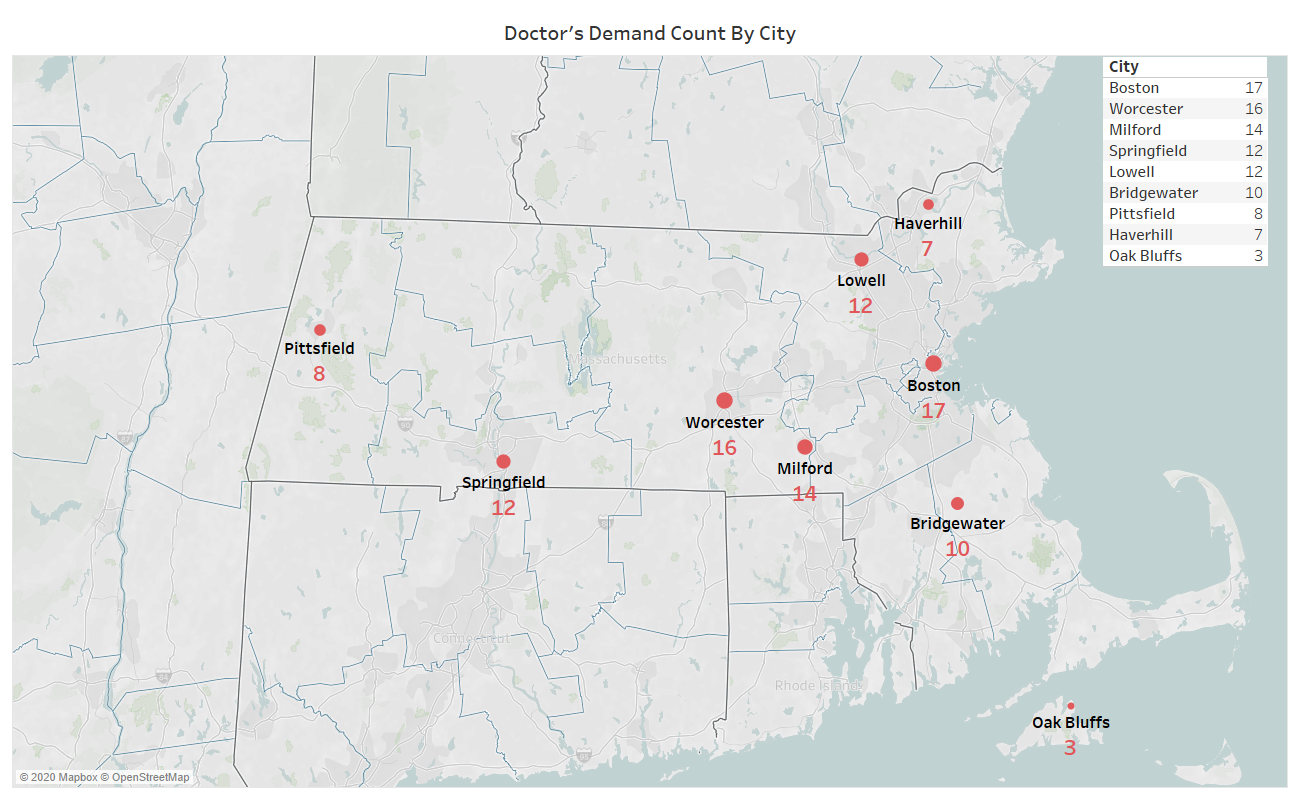 Doctor’s Demand Count By City
City
Boston 17
Worcester 16
Milford 14
Springfield 12
Lowell 12
Bridgewater 10
Pittsfield 8
Haverhill 7
Oak Bluffs 3
Haverhill
7
Lowell
12
Pittsfield
8
Massachusetts
Boston
17
Worcester
16
Milford
14
Springfield
12
Bridgewater
10
Connecticut
Rhode Island
Oak Bluffs
3
© 2020 Mapbox © OpenStreetMap